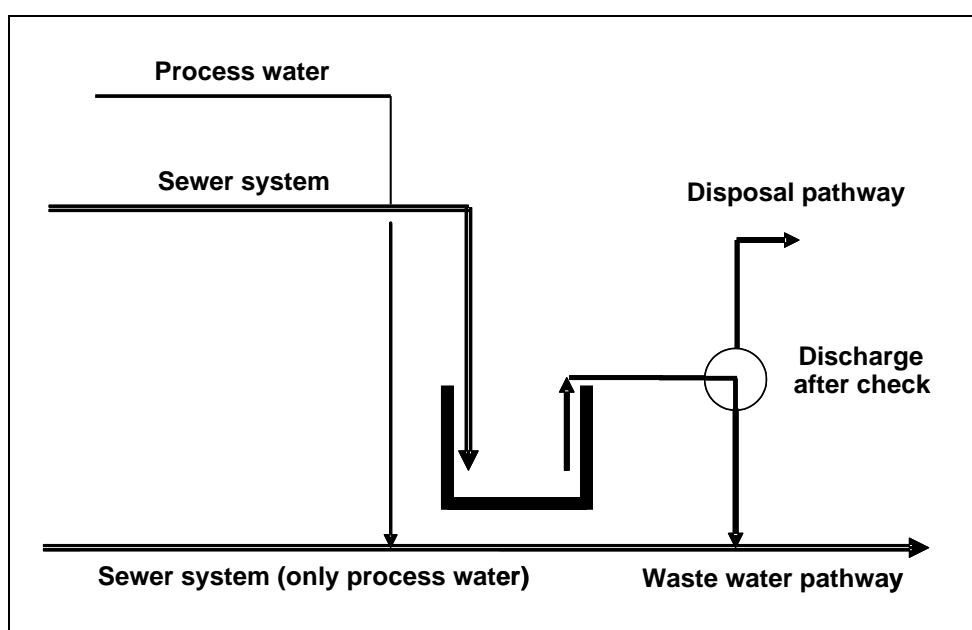 Process water
Sewer system
Disposal pathway
Discharge
after check
Sewer system (only process water)
Waste water pathway